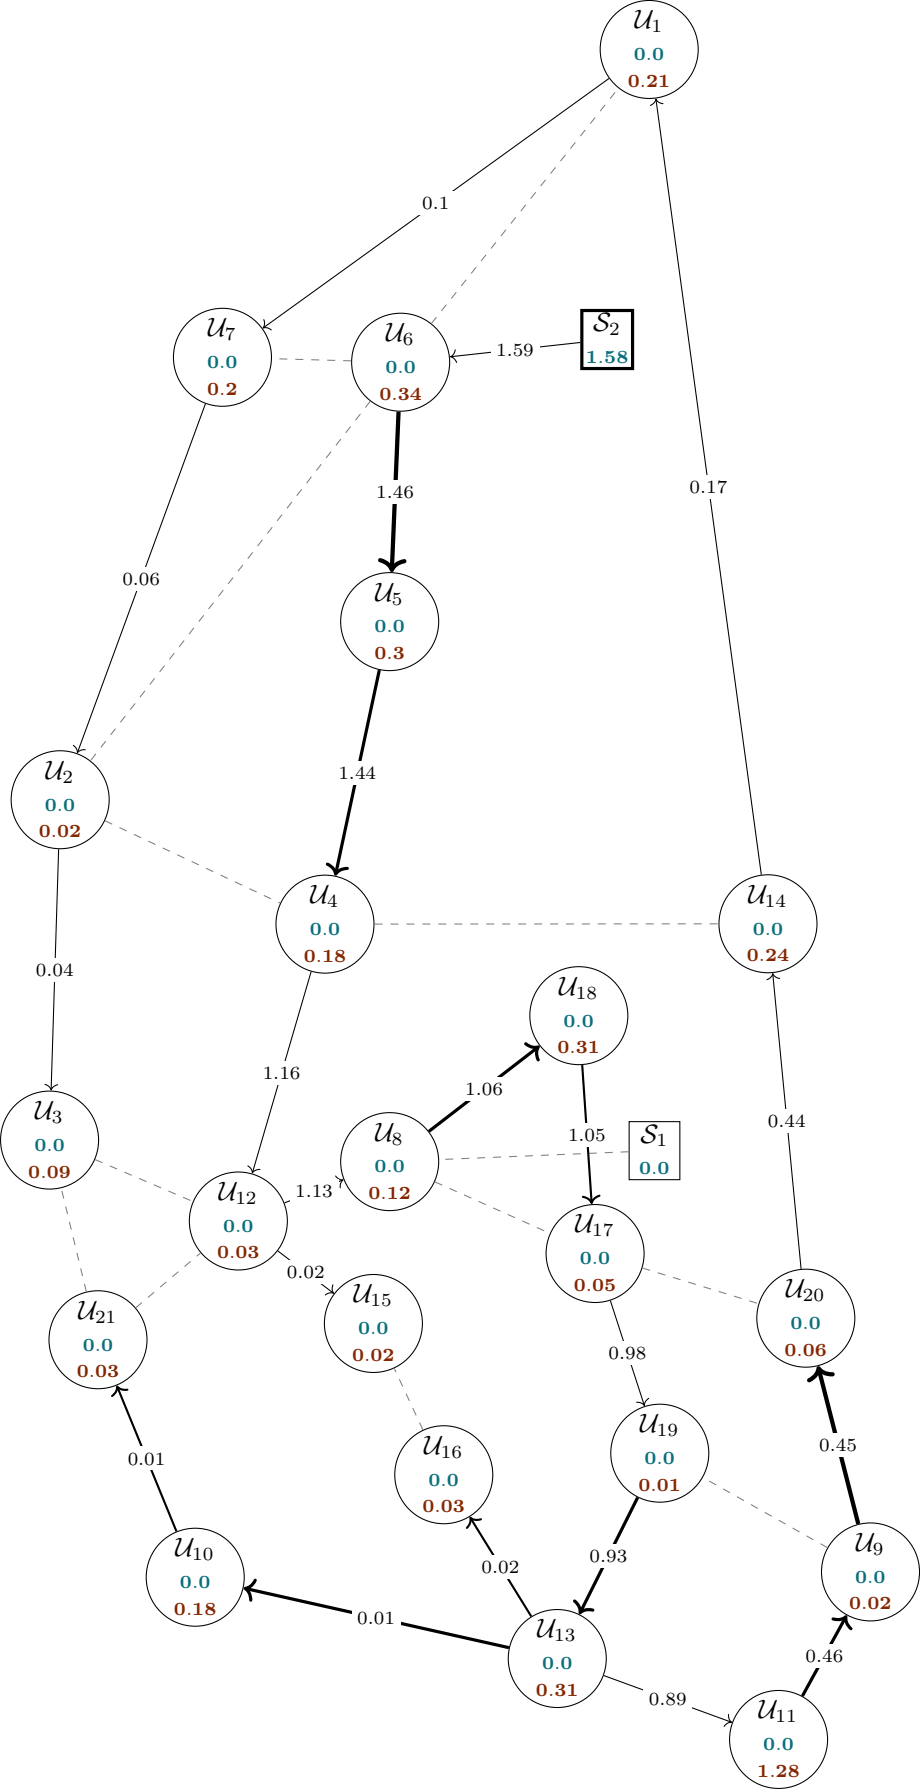 𝒰₁
0.0
0.21
0.1
𝒰₇
0.0
0.2
𝒰₆
0.0
0.34
1.59
𝒮₂
1.58
1.46
0.17
0.06
𝒰₅
0.0
0.3
1.44
𝒰₂
0.0
0.02
𝒰₄
0.0
0.18
𝒰₁₄
0.0
0.24
0.04
𝒰₁₈
0.0
0.31
1.16
1.06
1.05
0.44
𝒰₃
0.0
0.09
𝒰₈
0.0
0.12
𝒮₁
0.0
𝒰₁₂
0.0
0.03
1.13
𝒰₁₇
0.0
0.05
0.02
𝒰₂₁
0.0
0.03
𝒰₁₅
0.0
0.02
𝒰₂₀
0.0
0.06
0.98
𝒰₁₆
0.0
0.03
𝒰₁₉
0.0
0.01
0.45
0.01
𝒰₁₀
0.0
0.18
0.02
0.93
𝒰₉
0.0
0.02
0.01
𝒰₁₃
0.0
0.31
0.46
0.89
𝒰₁₁
0.0
1.28